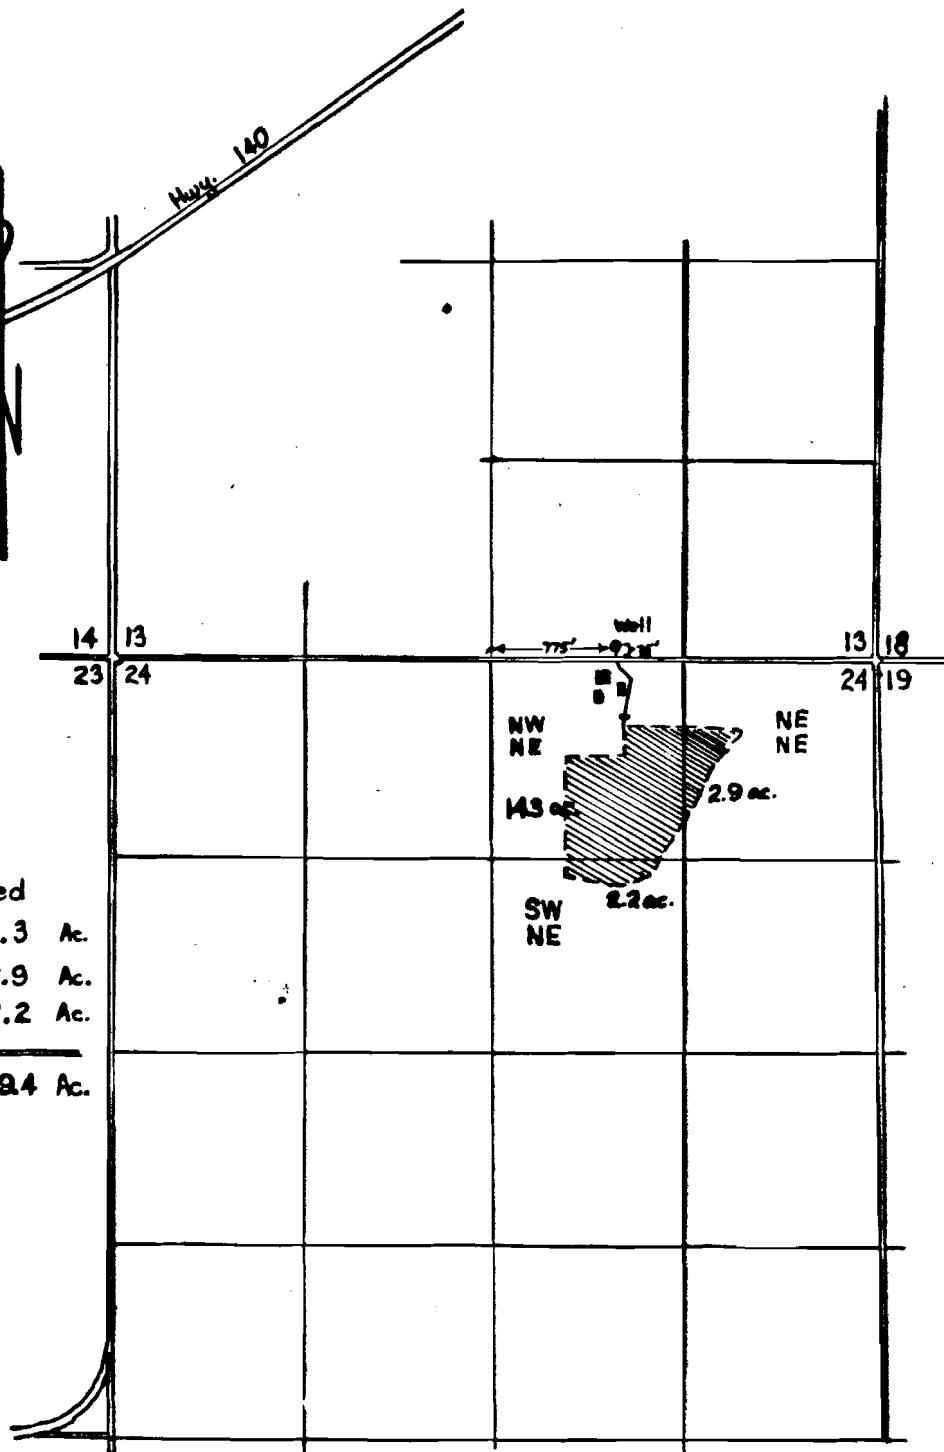 Hwy. 140
Well
775'
14 13
13 18
23 24
24 19
NW
NE
NE
NE
14.3 ac.
2.9 ac.
2.2 ac.
SW
NE
ed
.3 Ac.
.9 Ac.
.2 Ac.
9.4 Ac.